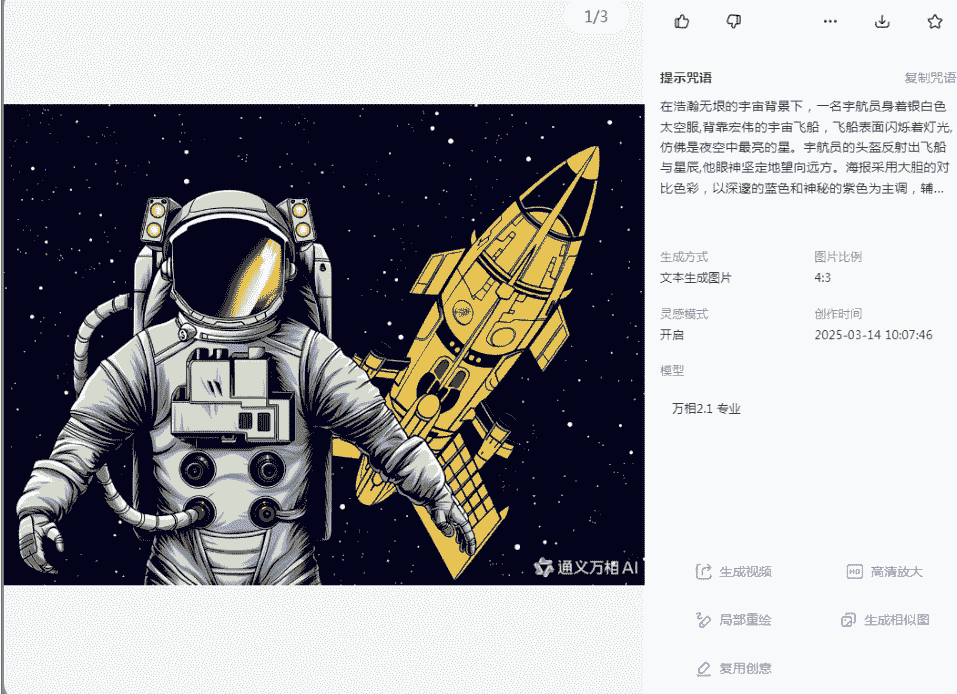 1/3
提示咒语
复制咒语
在浩瀚无垠的宇宙背景下，一名宇航员身着银白色
太空服,背靠宏伟的宇宙飞船，飞船表面闪烁着灯光,
仿佛是夜空中最亮的星。宇航员的头盔反射出飞船
与星辰,他眼神坚定地望向远方。海报采用大胆的对
比色彩，以深邃的蓝色和神秘的紫色为主调，辅...
生成方式
图片比例
文本生成图片
4:3
灵感模式
创作时间
开启
2025-03-14 10:07:46
模型
万相2.1 专业
通义万相 AI
生成视频
HD 高清放大
局部重绘
生成相似图
复用创意